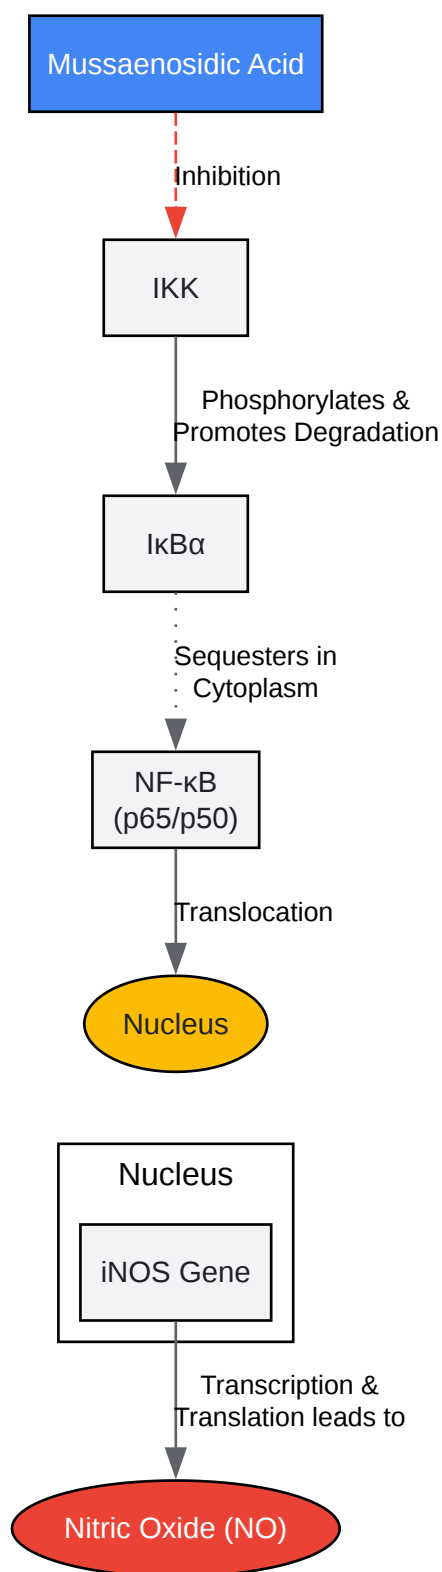 Mussaenosidic Acid
Inhibition
IKK
Phosphorylates &
Promotes Degradation
IκBα
Sequesters in
Cytoplasm
NF-κB
(p65/p50)
Translocation
Nucleus
Nucleus
iNOS Gene
Transcription &
Translation leads to
Nitric Oxide (NO)